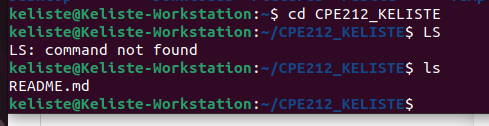 keliste@Keliste-Workstation:~$ cd CPE212_KELISTE
keliste@Keliste-Workstation:~/CPE212_KELISTE$ LS
LS: command not found
keliste@Keliste-Workstation:~/CPE212_KELISTE$ ls
README.md
keliste@Keliste-Workstation:~/CPE212_KELISTE$